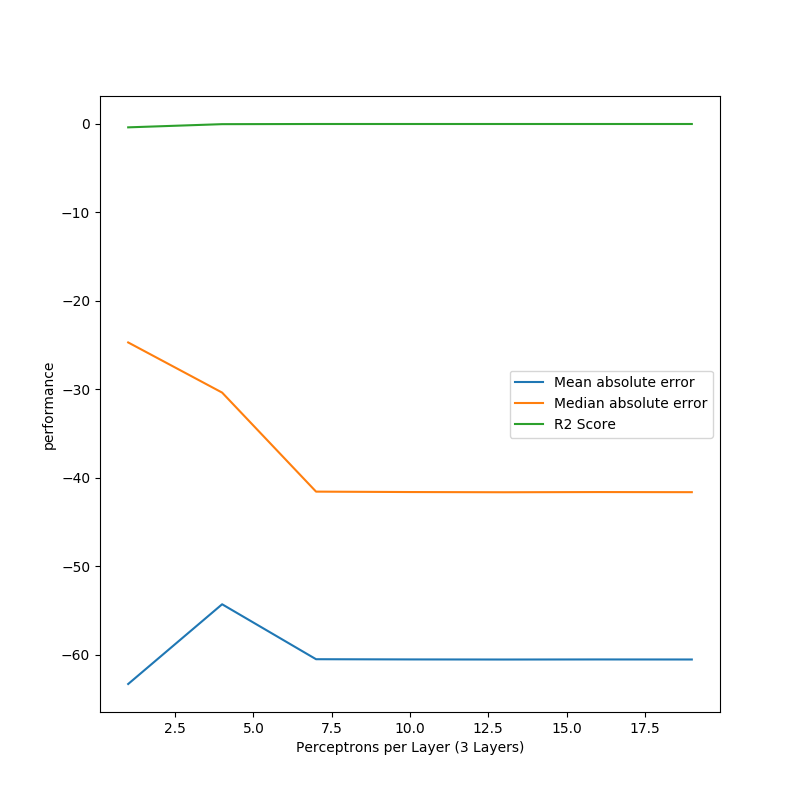 0
−10
−20
−30
−40
−50
−60
performance
Mean absolute error
Median absolute error
R2 Score
2.5 5.0 7.5 10.0 12.5 15.0 17.5
Perceptrons per Layer (3 Layers)